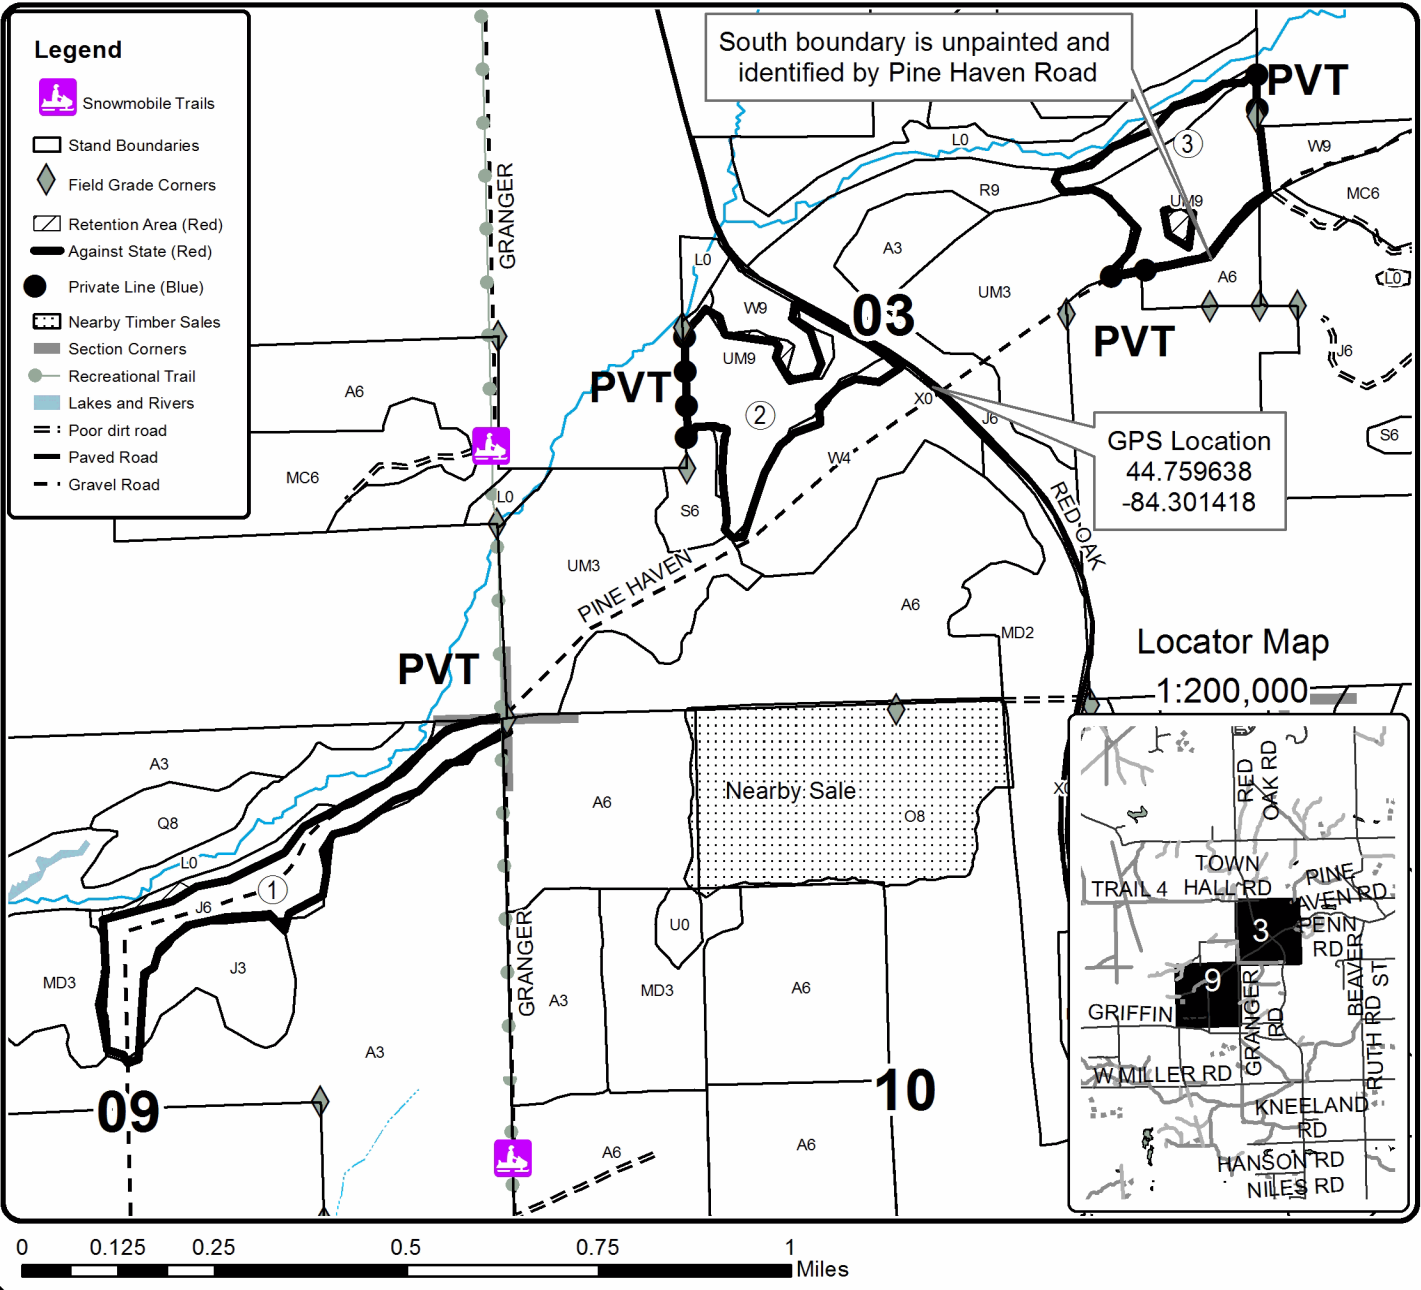 Legend
Snowmobile Trails
Stand Boundaries
Field Grade Corners
Retention Area (Red)
Against State (Red)
Private Line (Blue)
Nearby Timber Sales
Section Corners
Recreational Trail
Lakes and Rivers
Poor dirt road
Paved Road
Gravel Road
South boundary is unpainted and
identified by Pine Haven Road
PVT
3
W9
L0
R9
UM9
MC6
GRANGER
A3
L0
A6
L0
UM3
W9
03
PVT
J6
UM9
PVT
A6
X0
2
J6
S6
GPS Location
44.759638
-84.301418
W4
MC6
L0
S6
RED OAK
UM3
PINE HAVEN
A6
MD2
PVT
Locator Map
1:200,000
A3
Nearby Sale
X0
A6
O8
Q8
L0
1
J6
U0
GRANGER
J3
MD3
A3
MD3
A6
A3
09
10
A6
A6
RED
OAK RD
TOWN
HALL RD
TRAIL 4
PINE
AVEN RD
3
PENN
RD
9
BEAVER
ST
GRIFFIN
GRANGER
RD
RUTH RD
W MILLER RD
KNEELAND
RD
HANSON RD
NILES RD
0
0.125
0.25
0.5
0.75
1
Miles